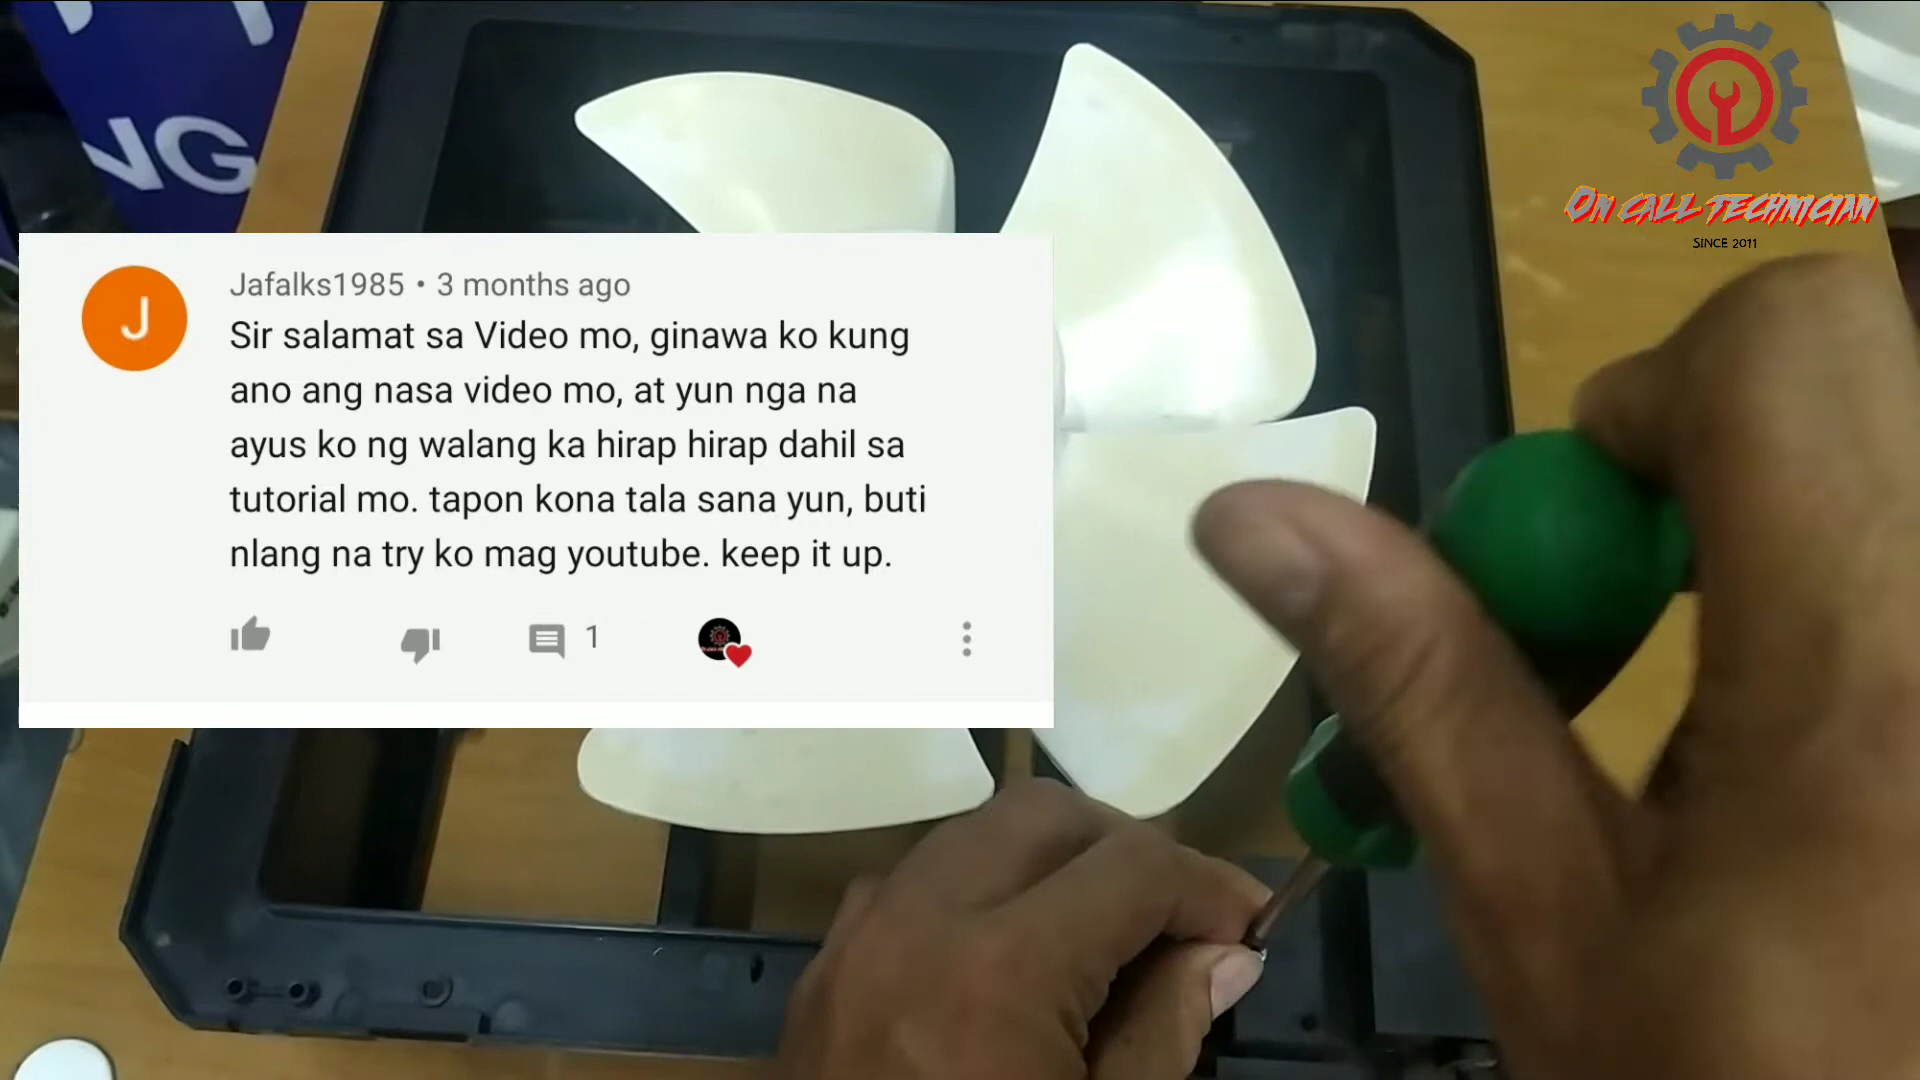 NG
On call technician
Since 2011
J
Jafalks1985 • 3 months ago
Sir salamat sa Video mo, ginawa ko kung
ano ang nasa video mo, at yun nga na
ayus ko ng walang ka hirap hirap dahil sa
tutorial mo. tapon kona tala sana yun, buti
nlang na try ko mag youtube. keep it up.
1